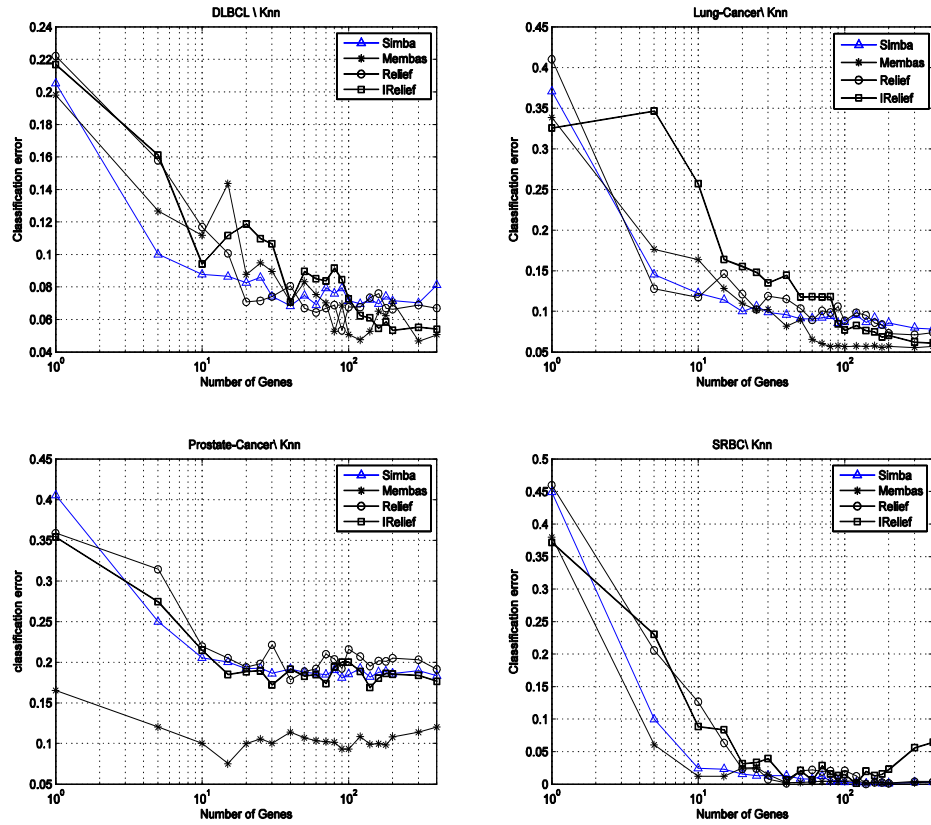 DLBCL \ Knn
0.24
0.22
0.2
0.18
0.16
0.14
0.12
0.1
0.08
0.06
0.04
Classification error
10^0
10^1
10^2
Number of Genes
Simba
Membas
Relief
IRelief
Lung-Cancer\ Knn
0.45
0.4
0.35
0.3
0.25
0.2
0.15
0.1
0.05
Classification error
10^0
10^1
10^2
Number of Genes
Simba
Membas
Relief
IRelief
Prostate-Cancer\ Knn
0.45
0.4
0.35
0.3
0.25
0.2
0.15
0.1
0.05
classification error
10^0
10^1
10^2
Number of Genes
Simba
Membas
Relief
IRelief
SRBC\ Knn
0.5
0.45
0.4
0.35
0.3
0.25
0.2
0.15
0.1
0.05
0
Classification error
10^0
10^1
10^2
Number of Genes
Simba
Membas
Relief
IRelief